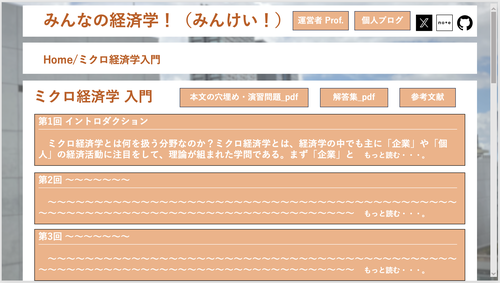 みんなの経済学！（みんけい！）
運営者 Prof.
個人ブログ
X
note
Home/ミクロ経済学入門
ミクロ経済学 入門
本文の穴埋め・演習問題_pdf
解答集_pdf
参考文献
第1回 イントロダクション
ミクロ経済学とは何を扱う分野なのか？ミクロ経済学とは、経済学の中でも主に「企業」や「個
人」の経済活動に注目をして、理論が組まれた学問である。まず「企業」と もっと読む・・・。
第2回 ～～～～～～～
～～～～～～～～～～～～～～～～～～～～～～～～～～～～～～～～～～～～～～～～～～～
～～～～～～～～～～～～～～～～～～～～～～～～～～～～～～～～～ もっと読む・・・。
第3回 ～～～～～～～
～～～～～～～～～～～～～～～～～～～～～～～～～～～～～～～～～～～～～～～～～～～
～～～～～～～～～～～～～～～～～～～～～～～～～～～～～～～～～ もっと読む・・・。